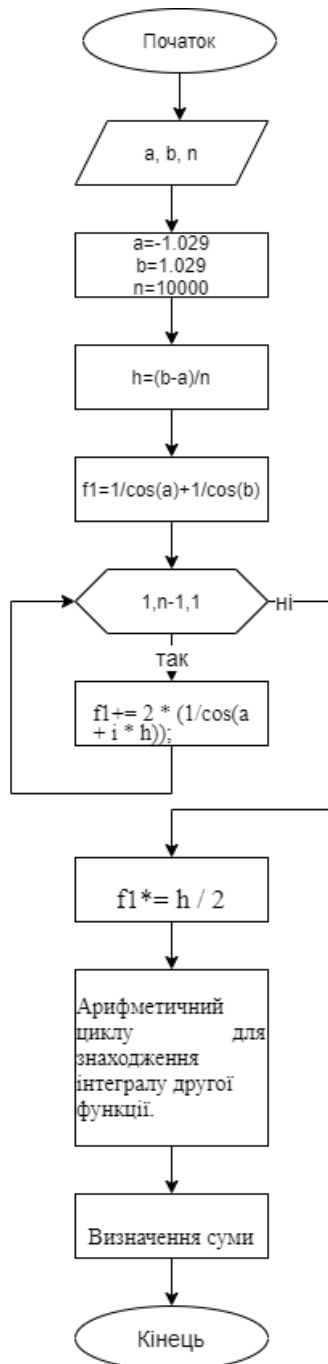 Початок
a, b, n
a=-1.029
b=1.029
n=10000
h=(b-a)/n
f1=1/cos(a)+1/cos(b)
1,n-1,1
ні
так
f1+= 2 * (1/cos(a
+ i * h));
f1*= h / 2
Арифметичний
циклу для
знаходження
інтегралу другої
функції.
Визначення суми
Кінець